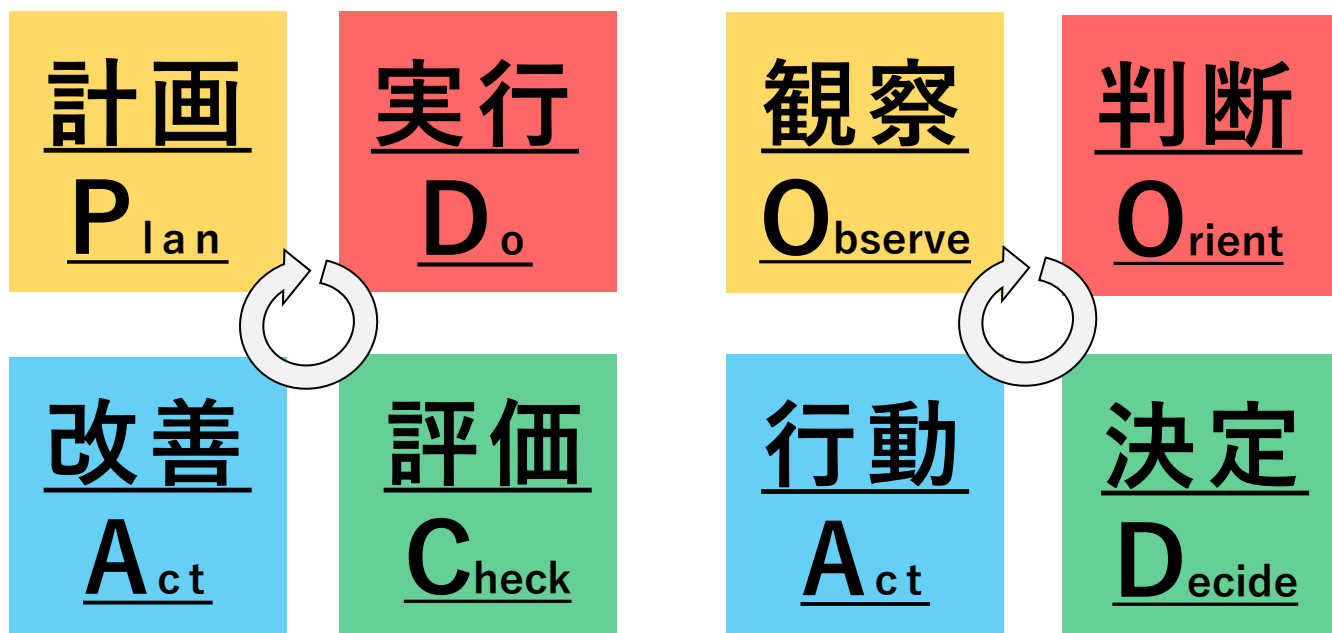 計画
Plan
実行
Do
改善
Act
評価
Check
観察
Observe
判断
Orient
行動
Act
決定
Decide